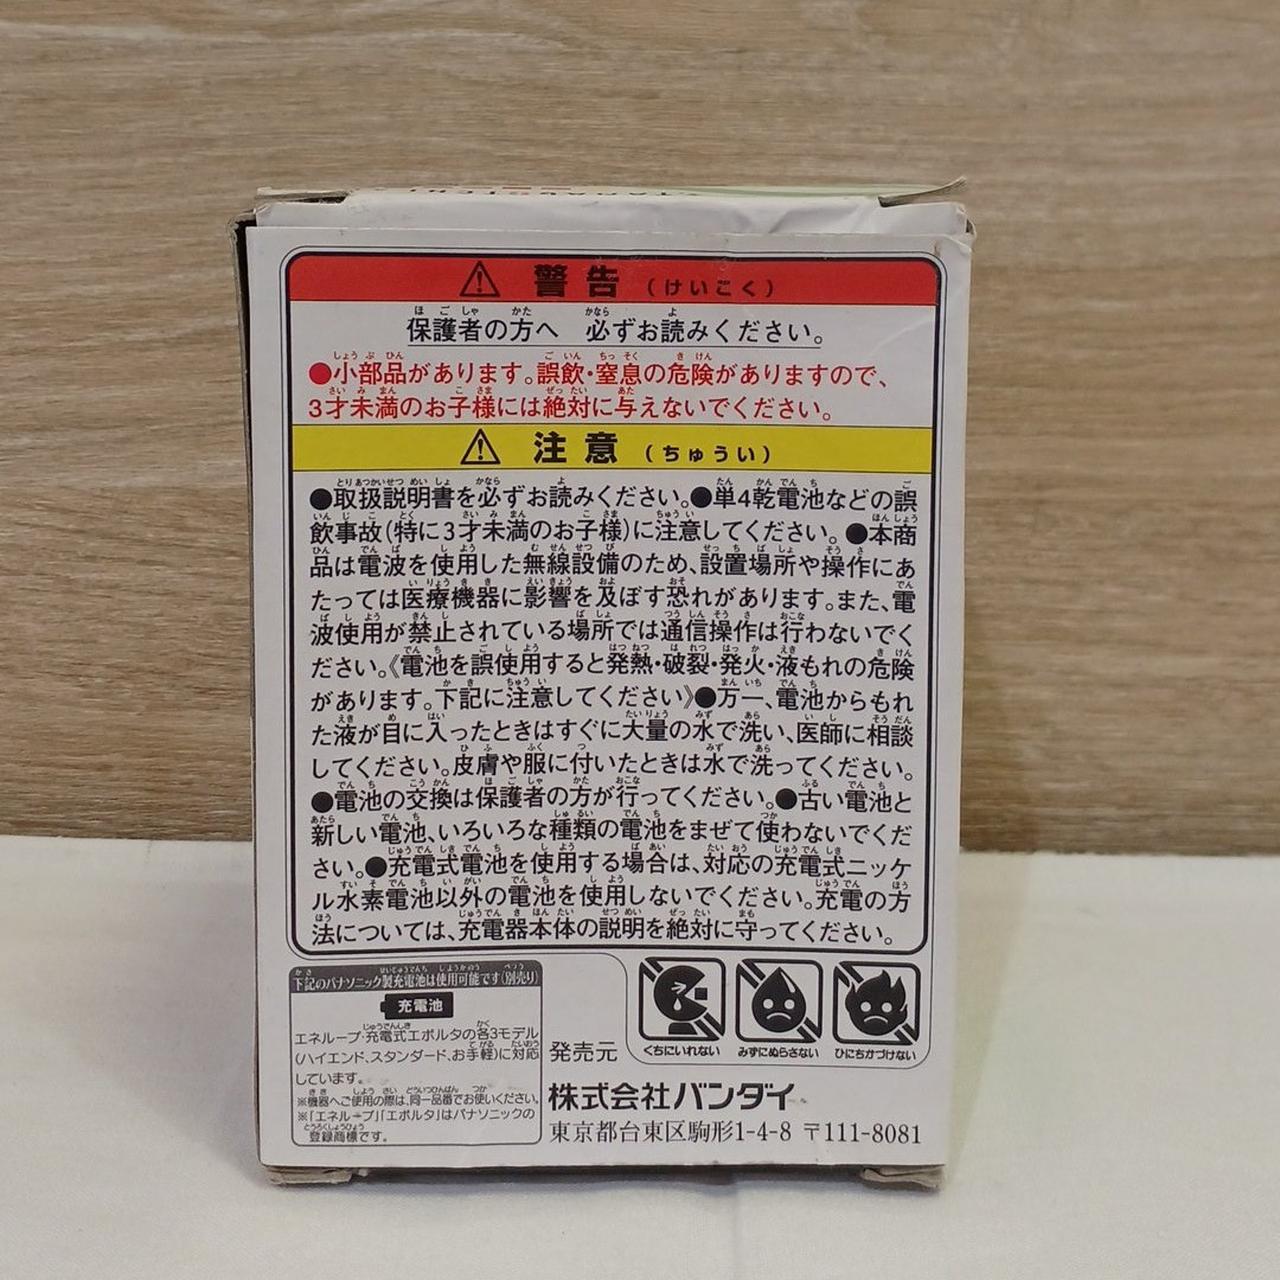 警告（けいこく）
保護者の方へ　必ずお読みください。
●小部品があります。誤飲・窒息の危険がありますので、
3才未満のお子様には絶対に与えないでください。
注意（ちゅうい）
●取扱説明書を必ずお読みください。●単4乾電池などの誤
飲事故(特に3才未満のお子様)に注意してください。●本商
品は電波を使用した無線設備のため、設置場所や操作にあ
たっては医療機器に影響を及ぼす恐れがあります。また、電
波使用が禁止されている場所では通信操作は行わないでく
ださい。《電池を誤使用すると発熱・破裂・発火・液もれの危険
があります。下記に注意してください》●万一、電池からもれ
た液が目に入ったときはすぐに大量の水で洗い、医師に相談
してください。皮膚や服に付いたときは水で洗ってください。
●電池の交換は保護者の方が行ってください。●古い電池と
新しい電池、いろいろな種類の電池をまぜて使わないでくだ
さい。●充電式電池を使用する場合は、対応の充電式ニッケ
ル水素電池以外の電池を使用しないでください。充電の方
法については、充電器本体の説明を絶対に守ってください。
下記のパナソニック製充電池は使用可能です(別売り)
充電池
エネループ・充電式エボルタの各3モデル
(ハイエンド、スタンダード、お手軽)に対応
しています。
※機器へご使用の際は、同一品番でお使いください。
※「エネループ」「エボルタ」はパナソニックの
登録商標です。
くちにいれない　みずにぬらさない　ひにちかづけない
発売元
株式会社バンダイ
東京都台東区駒形1-4-8 〒111-8081